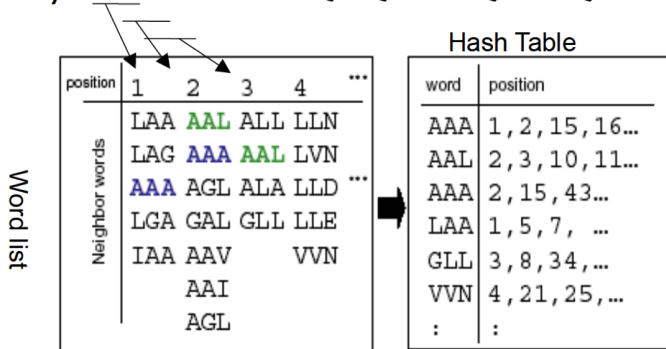 Hash Table
position 1 2 3 4 ...
LAA AAL ALL LLN
LAG AAA AAL LVN
AAA AGL ALA LLD ...
LGA GAL GLL LLE
IAA AAV VVN
AAI
AGL
Neighbor words
Word list
word position
AAA 1,2,15,16…
AAL 2,3,10,11…
AAA 2,15,43…
LAA 1,5,7, …
GLL 3,8,34,…
VVN 4,21,25,…
: :